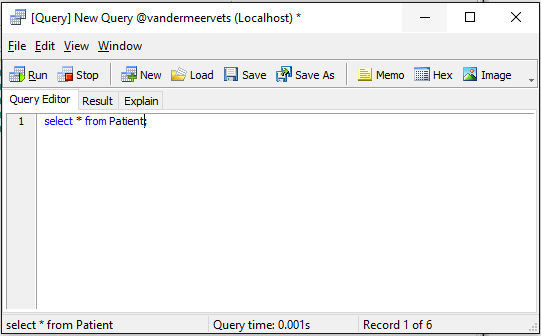 [Query] New Query @vandermeervets (Localhost) *
File Edit View Window
Run Stop New Load Save Save As Memo Hex Image
Query Editor Result Explain
1 select * from Patient;
select * from Patient Query time: 0.001s Record 1 of 6